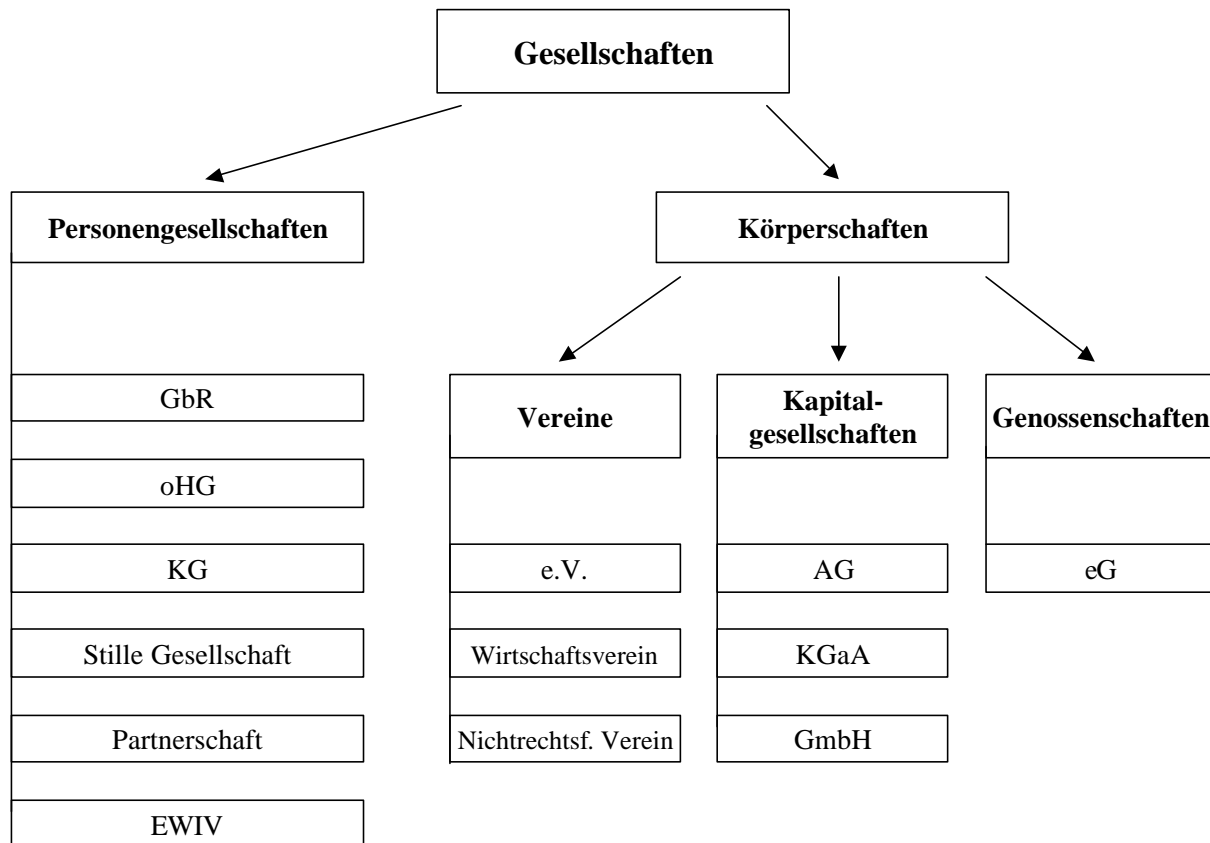 Gesellschaften
Personengesellschaften
Körperschaften
GbR
oHG
KG
Stille Gesellschaft
Partnerschaft
EWIV
Vereine
e.V.
Wirtschaftsverein
Nichtrechtsf. Verein
Kapital-
gesellschaften
AG
KGaA
GmbH
Genossenschaften
eG